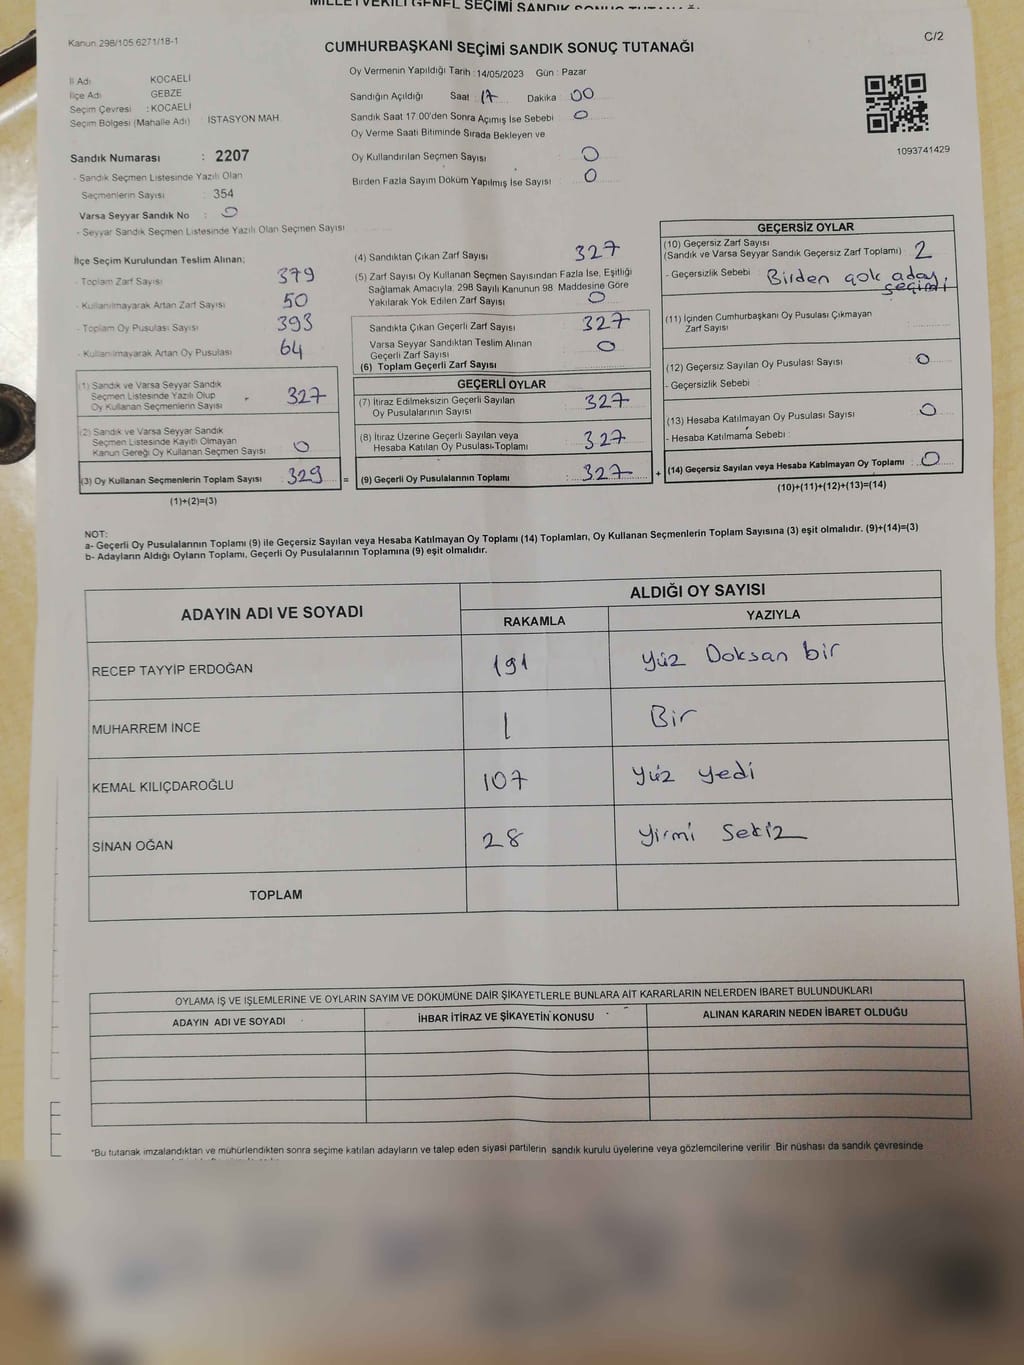 MİLLETVEKİLİ GENEL SEÇİMİ SANDIK SONUÇ TUTANAĞI
Kanun.298/105.6271/18-1
C/2
CUMHURBAŞKANI SEÇİMİ SANDIK SONUÇ TUTANAĞI
İl Adı KOCAELİ
İlçe Adı GEBZE
Seçim Çevresi : KOCAELİ
Seçim Bölgesi (Mahalle Adı) : İSTASYON MAH.
Sandık Numarası : 2207
- Sandık Seçmen Listesinde Yazılı Olan
Seçmenlerin Sayısı : 354
Varsa Seyyar Sandık No : 0
- Seyyar Sandık Seçmen Listesinde Yazılı Olan Seçmen Sayısı
Oy Vermenin Yapıldığı Tarih : 14/05/2023 Gün : Pazar
Sandığın Açıldığı Saat : 17 Dakika : 00
Sandık Saat 17:00'den Sonra Açımış İse Sebebi : 0
Oy Verme Saati Bitiminde Sırada Bekleyen ve
Oy Kullandırılan Seçmen Sayısı 0
Birden Fazla Sayım Döküm Yapılmış İse Sayısı : 0
1093741429
İlçe Seçim Kurulundan Teslim Alınan;
- Toplam Zarf Sayısı : 379
- Kullanılmayarak Artan Zarf Sayısı : 50
- Toplam Oy Pusulası Sayısı : 393
- Kullanılmayarak Artan Oy Pusulası : 64
(1) Sandık ve Varsa Seyyar Sandık
Seçmen Listesinde Yazılı Olup
Oy Kullanan Seçmenlerin Sayısı 327
(2) Sandık ve Varsa Seyyar Sandık
Seçmen Listesinde Kayıtlı Olmayan
Kanun Gereği Oy Kullanan Seçmen Sayısı : 0
(3) Oy Kullanan Seçmenlerin Toplam Sayısı : 329 =
(1)+(2)=(3)
(4) Sandıktan Çıkan Zarf Sayısı 327
(5) Zarf Sayısı Oy Kullanan Seçmen Sayısından Fazla İse, Eşitliği
Sağlamak Amacıyla, 298 Sayılı Kanunun 98. Maddesine Göre
Yakılarak Yok Edilen Zarf Sayısı : 0
Sandıkta Çıkan Geçerli Zarf Sayısı : 327
Varsa Seyyar Sandıktan Teslim Alınan
Geçerli Zarf Sayısı 0
(6) Toplam Geçerli Zarf Sayısı
GEÇERLİ OYLAR
(7) İtiraz Edilmeksizin Geçerli Sayılan
Oy Pusulalarının Sayısı : 327
(8) İtiraz Üzerine Geçerli Sayılan veya
Hesaba Katılan Oy Pusulası-Toplamı : 327
(9) Geçerli Oy Pusulalarının Toplamı : 327 +
GEÇERSİZ OYLAR
(10) Geçersiz Zarf Sayısı
(Sandık ve Varsa Seyyar Sandık Geçersiz Zarf Toplamı) : 2
- Geçersizlik Sebebi : Birden çok aday
seçimi
(11) İçinden Cumhurbaşkanı Oy Pusulası Çıkmayan
Zarf Sayısı
(12) Geçersiz Sayılan Oy Pusulası Sayısı : 0
- Geçersizlik Sebebi :
(13) Hesaba Katılmayan Oy Pusulası Sayısı : 0
- Hesaba Katılmama Sebebi :
(14) Geçersiz Sayılan veya Hesaba Katılmayan Oy Toplamı : 0
(10)+(11)+(12)+(13)=(14)
NOT:
a- Geçerli Oy Pusulalarının Toplamı (9) ile Geçersiz Sayılan veya Hesaba Katılmayan Oy Toplamı (14) Toplamları, Oy Kullanan Seçmenlerin Toplam Sayısına (3) eşit olmalıdır. (9)+(14)=(3)
b- Adayların Aldığı Oyların Toplamı, Geçerli Oy Pusulalarının Toplamına (9) eşit olmalıdır.
ADAYIN ADI VE SOYADI
ALDIĞI OY SAYISI
RAKAMLA YAZIYLA
RECEP TAYYİP ERDOĞAN 191 Yüz Doksan bir
MUHARREM İNCE 1 Bir
KEMAL KILIÇDAROĞLU 107 Yüz yedi
SİNAN OĞAN 28 Yirmi Sekiz
TOPLAM
OYLAMA İŞ VE İŞLEMLERİNE VE OYLARIN SAYIM VE DÖKÜMÜNE DAİR ŞİKAYETLERLE BUNLARA AİT KARARLARIN NELERDEN İBARET BULUNDUKLARI
ADAYIN ADI VE SOYADI İHBAR İTİRAZ VE ŞİKAYETİN KONUSU ALINAN KARARIN NEDEN İBARET OLDUĞU
*Bu tutanak imzalandıktan ve mühürlendikten sonra seçime katılan adayların ve talep eden siyasi partilerin sandık kurulu üyelerine veya gözlemcilerine verilir. Bir nüshası da sandık çevresinde